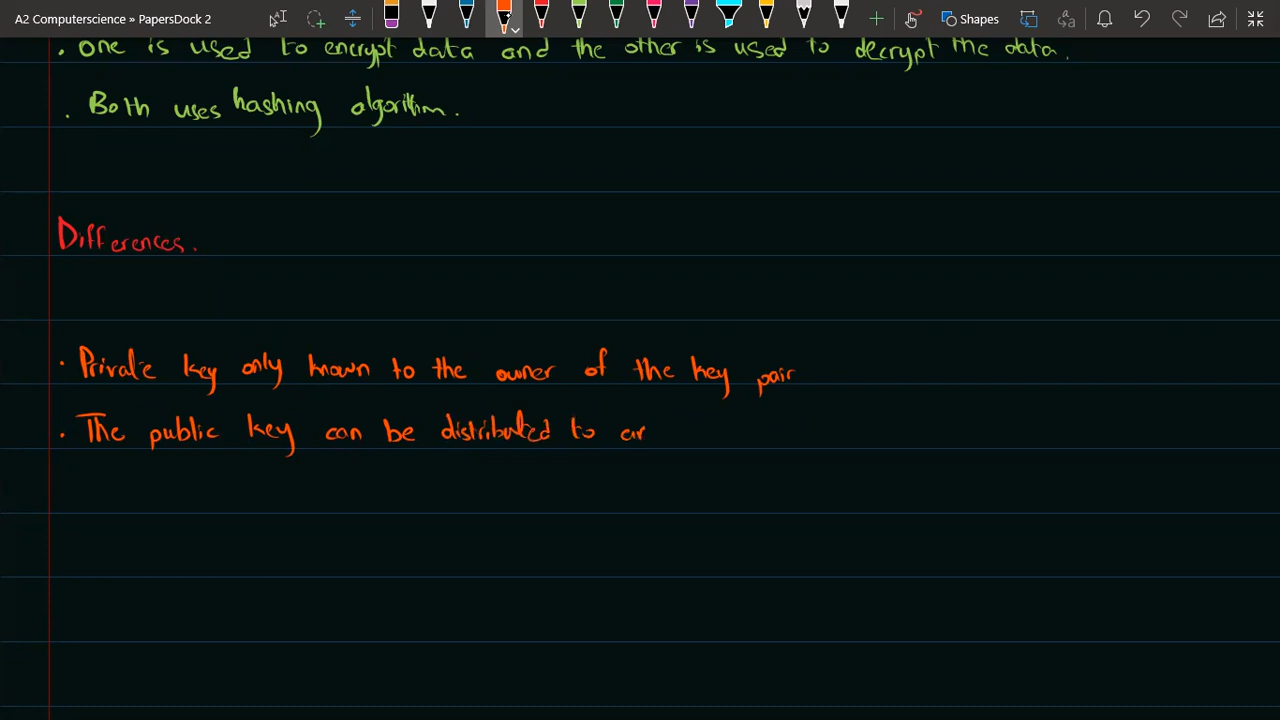 A2 Computerscience » PapersDock 2
Shapes
. One is used to encrypt data and the other is used to decrypt the data.
. Both uses hashing algorithm.
Differences.
. Private key only known to the owner of the key pair
. The public key can be distributed to an